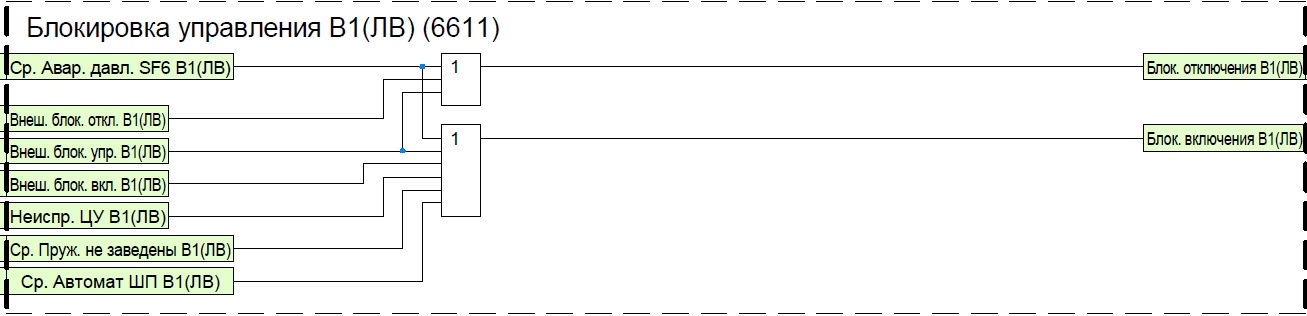 Блокировка управления В1(ЛВ) (6611)
Ср. Авар. давл. SF6 В1(ЛВ)
1
Блок. отключения В1(ЛВ)
Внеш. блок. откл. В1(ЛВ)
1
Блок. включения В1(ЛВ)
Внеш. блок. упр. В1(ЛВ)
Внеш. блок. вкл. В1(ЛВ)
Неиспр. ЦУ В1(ЛВ)
Ср. Пруж. не заведены В1(ЛВ)
Ср. Автомат ШП В1(ЛВ)